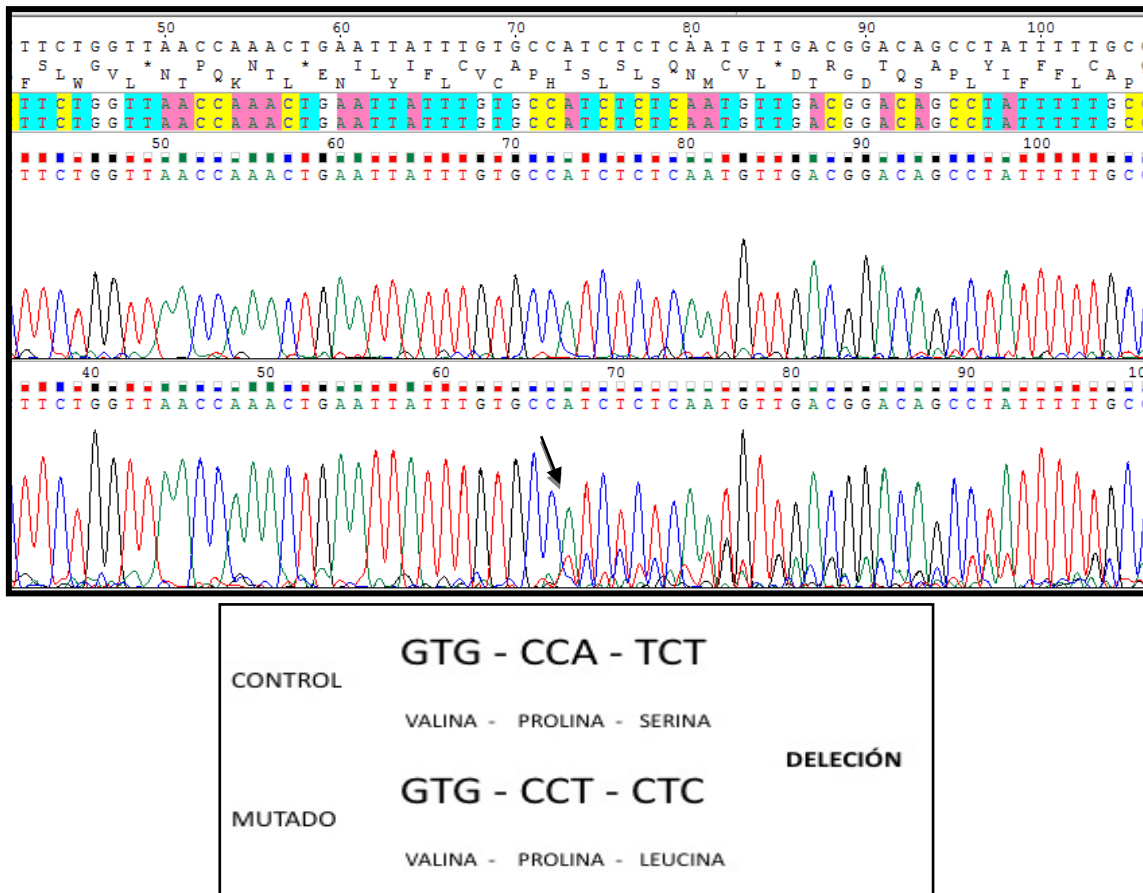 50 60 70 80 90 100
TTCTGGTTAACCAAACTGAATTATTTGTGCCATCTCTCAATGTTGACGGACAGCCTATTTTTGC
F S L W G V L * N T P Q K N T L * E N I L Y I F L C V C A P H I S L S L S Q N M C V L * D T R G D T Q S A P L Y I F F L C A P
TTCTGGTTAACCAAACTGAATTATTTGTGCCATCTCTCAATGTTGACGGACAGCCTATTTTTGC
TTCTGGTTAACCAAACTGAATTATTTGTGCCATCTCTCAATGTTGACGGACAGCCTATTTTTGC
50 60 70 80 90 100
TTCTGGTTAACCAAACTGAATTATTTGTGCCATCTCTCAATGTTGACGGACAGCCTATTTTTGC
40 50 60 70 80 90 10
TTCTGGTTAACCAAACTGAATTATTTGTGCCATCTCTCAATGTTGACGGACAGCCTATTTTTGC
GTG - CCA - TCT
CONTROL
VALINA - PROLINA - SERINA
DELECIÓN
GTG - CCT - CTC
MUTADO
VALINA - PROLINA - LEUCINA